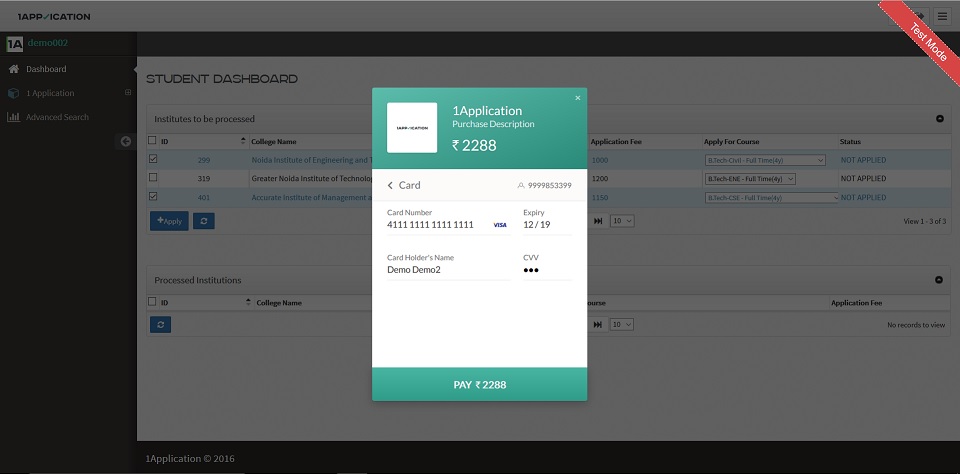 1APPLICATION
Test Mode
1A demo002
Dashboard
1 Application
Advanced Search
STUDENT DASHBOARD
Institutes to be processed
ID College Name Application Fee Apply For Course Status
299 Noida Institute of Engineering and 1000 B.Tech-Civil - Full Time(4y) NOT APPLIED
319 Greater Noida Institute of Technolo 1200 B.Tech-ENE - Full Time(4y) NOT APPLIED
401 Accurate Institute of Management a 1150 B.Tech-CSE - Full Time(4y) NOT APPLIED
+Apply 10 View 1 - 3 of 3
Processed Institutions
ID College Name ourse Application Fee
10 No records to view
1Application © 2016
×
1APPLICATION
1Application
Purchase Description
₹ 2288
Card 9999853399
Card Number Expiry
4111 1111 1111 1111 VISA 12 / 19
Card Holder's Name CVV
Demo Demo2 ●●●
PAY ₹ 2288